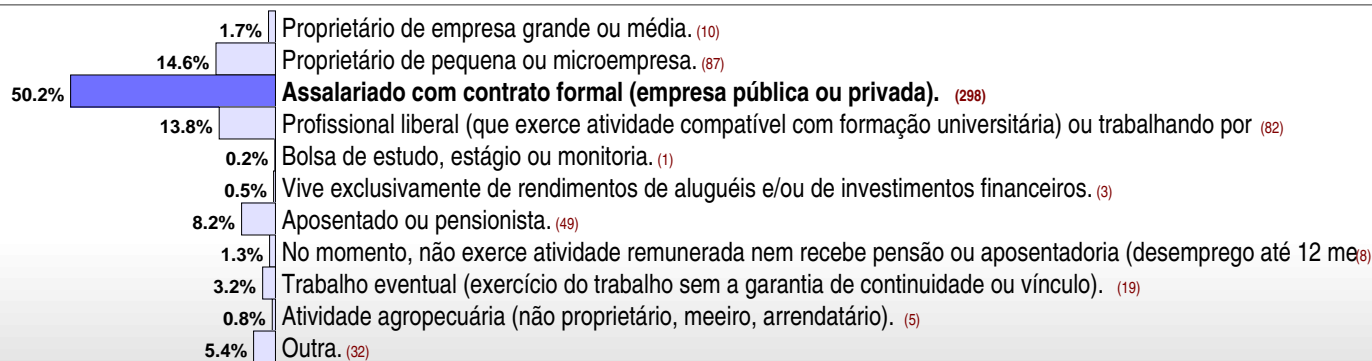 1.7% Proprietário de empresa grande ou média. (10)
14.6% Proprietário de pequena ou microempresa. (87)
50.2% Assalariado com contrato formal (empresa pública ou privada). (298)
13.8% Profissional liberal (que exerce atividade compatível com formação universitária) ou trabalhando por (82)
0.2% Bolsa de estudo, estágio ou monitoria. (1)
0.5% Vive exclusivamente de rendimentos de aluguéis e/ou de investimentos financeiros. (3)
8.2% Aposentado ou pensionista. (49)
1.3% No momento, não exerce atividade remunerada nem recebe pensão ou aposentadoria (desemprego até 12 me(8)
3.2% Trabalho eventual (exercício do trabalho sem a garantia de continuidade ou vínculo). (19)
0.8% Atividade agropecuária (não proprietário, meeiro, arrendatário). (5)
5.4% Outra. (32)